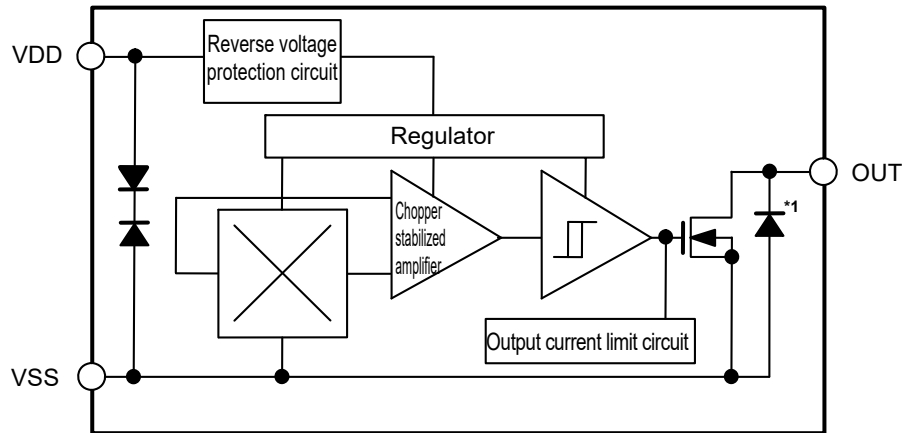 VDD
Reverse voltage
protection circuit
Regulator
OUT
*1
Chopper
stabilized
amplifier
Output current limit circuit
VSS